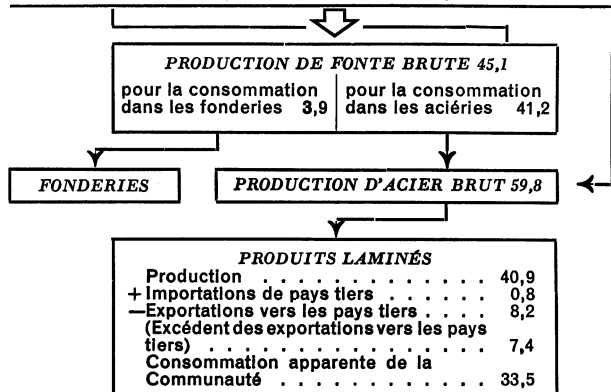 PRODUCTION DE FONTE BRUTE 45,1
pour la consommation
dans les fonderies 3,9
pour la consommation
dans les aciéries 41,2
FONDERIES
PRODUCTION D'ACIER BRUT 59,8
PRODUITS LAMINÉS
Production . . . . . . . . . . . . . 40,9
+ Importations de pays tiers . . . . . . 0,8
—Exportations vers les pays tiers . . . . 8,2
(Excédent des exportations vers les pays
tiers) . . . . . . . . . . . . . . . 7,4
Consommation apparente de la
Communauté . . . . . . . . . . . . 33,5